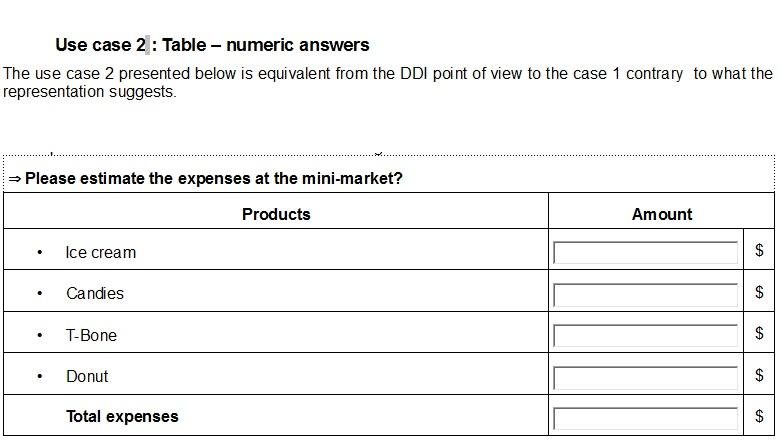 Use case 2 : Table – numeric answers
The use case 2 presented below is equivalent from the DDI point of view to the case 1 contrary to what the
representation suggests.
⇒ Please estimate the expenses at the mini-market?
Products Amount
• Ice cream $
• Candies $
• T-Bone $
• Donut $
Total expenses $